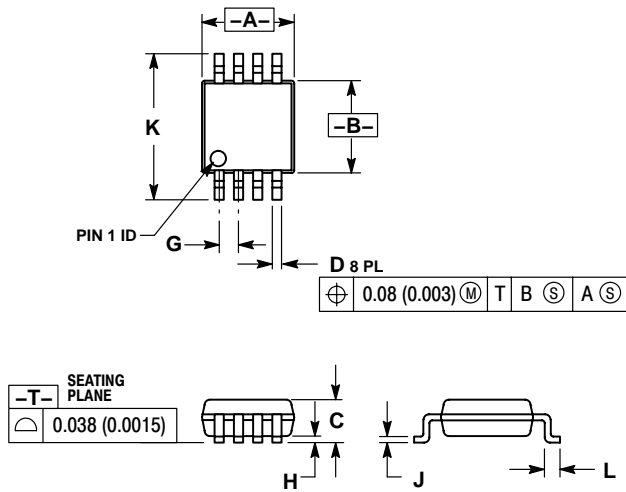 –A–
K
–B–
PIN 1 ID
G
D 8 PL
⌖ 0.08 (0.003) Ⓜ T B Ⓢ A Ⓢ
–T– SEATING PLANE
⌓ 0.038 (0.0015)
C
H
J
L